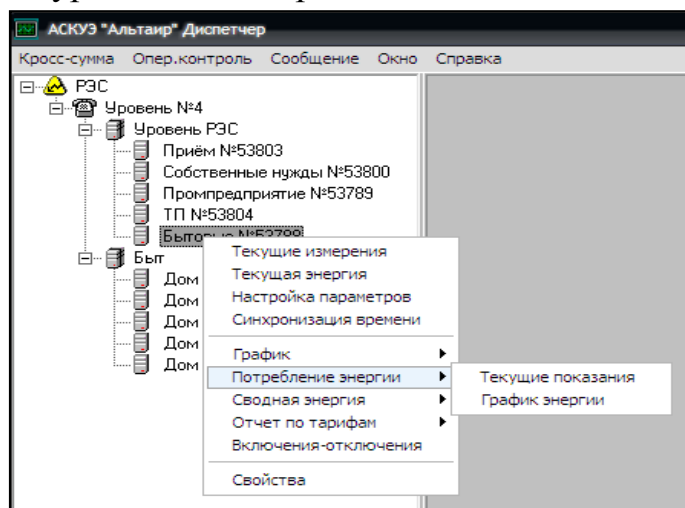 АСКУЭ "Альтаир" Диспетчер
Кросс-сумма Опер.контроль Сообщение Окно Справка
РЭС
Уровень №4
Уровень РЭС
Приём №53803
Собственные нужды №53800
Промпредприятие №53789
ТП №53804
Быт
Дом
Дом
Дом
Дом
Дом
Текущие измерения
Текущая энергия
Настройка параметров
Синхронизация времени
График
Потребление энергии
Сводная энергия
Отчет по тарифам
Включения-отключения
Свойства
Текущие показания
График энергии